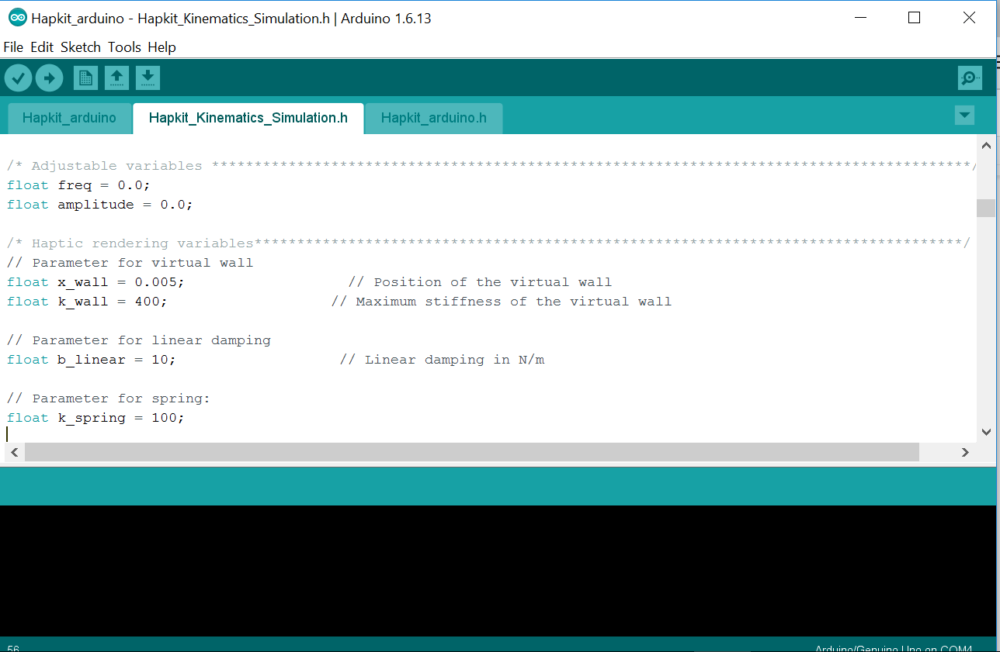 Hapkit_arduino - Hapkit_Kinematics_Simulation.h | Arduino 1.6.13
File Edit Sketch Tools Help
Hapkit_arduino Hapkit_Kinematics_Simulation.h Hapkit_arduino.h
/* Adjustable variables *****************************************************************************************/
float freq = 0.0;
float amplitude = 0.0;
/* Haptic rendering variables***********************************************************************************/
// Parameter for virtual wall
float x_wall = 0.005; // Position of the virtual wall
float k_wall = 400; // Maximum stiffness of the virtual wall
// Parameter for linear damping
float b_linear = 10; // Linear damping in N/m
// Parameter for spring:
float k_spring = 100;
56 Arduino/Genuino Uno on COM4